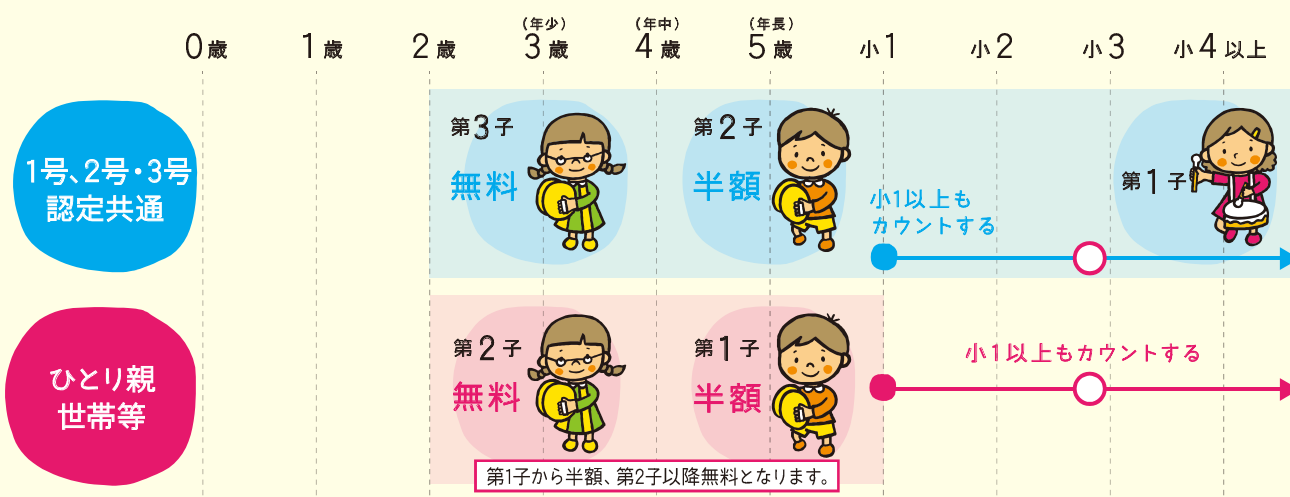 (年少) (年中) (年長)
0歳 1歳 2歳 3歳 4歳 5歳 小1 小2 小3 小4以上
1号、2号・3号
認定共通
第3子
無料
第2子
半額
小1以上も
カウントする
第1子
ひとり親
世帯等
第2子
無料
第1子
半額
小1以上もカウントする
第1子から半額、第2子以降無料となります。